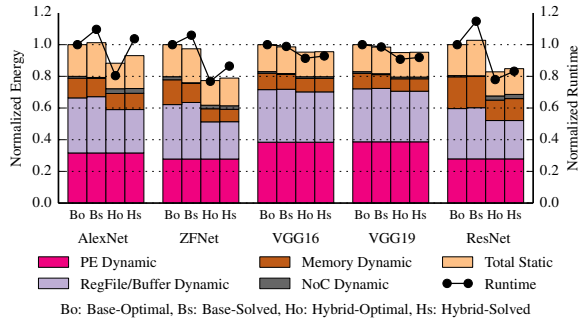 1.2 1.2
1.0 1.0
0.8 0.8
0.6 0.6
0.4 0.4
0.2 0.2
0.0 0.0
Normalized Energy
Normalized Runtime
Bo Bs Ho Hs Bo Bs Ho Hs Bo Bs Ho Hs Bo Bs Ho Hs Bo Bs Ho Hs
AlexNet ZFNet VGG16 VGG19 ResNet
PE Dynamic Memory Dynamic Total Static
RegFile/Buffer Dynamic NoC Dynamic Runtime
Bo: Base-Optimal, Bs: Base-Solved, Ho: Hybrid-Optimal, Hs: Hybrid-Solved